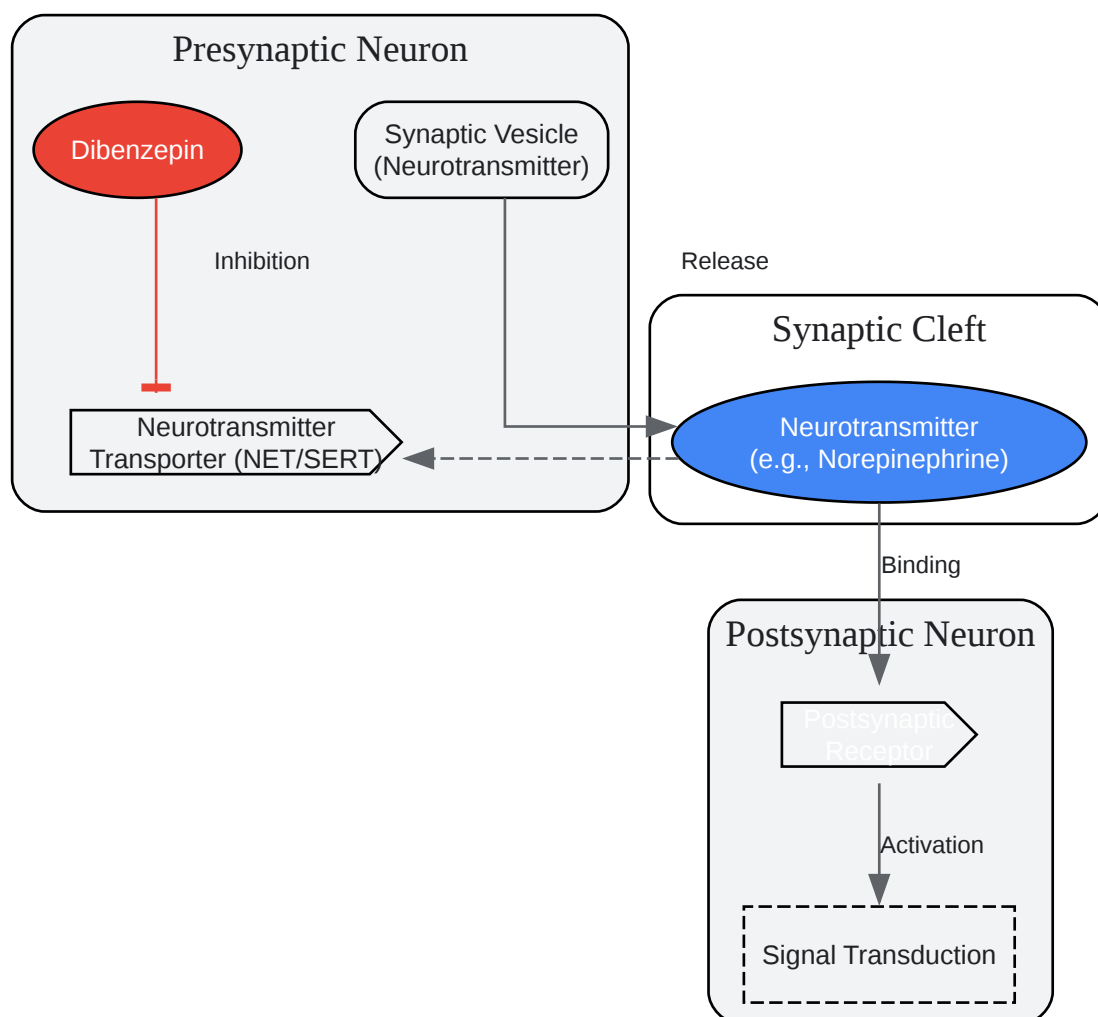 Presynaptic Neuron
Dibenzepin
Synaptic Vesicle
(Neurotransmitter)
Inhibition
Release
Synaptic Cleft
Neurotransmitter
Transporter (NET/SERT)
Neurotransmitter
(e.g., Norepinephrine)
Binding
Postsynaptic Neuron
Postsynaptic
Receptor
Activation
Signal Transduction